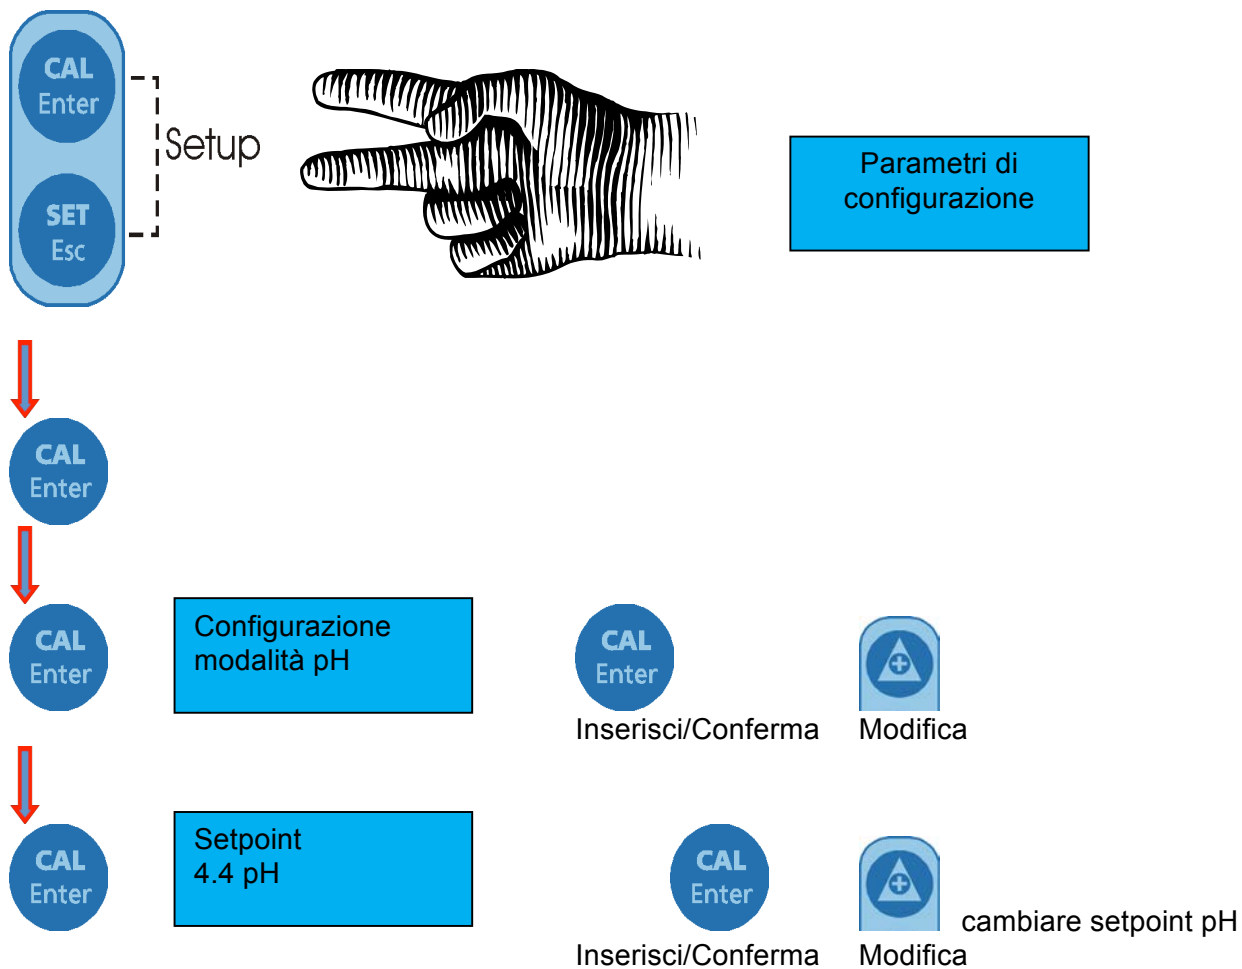 CAL
Enter
Setup
SET
Esc
Parametri di
configurazione
CAL
Enter
CAL
Enter
Configurazione
modalità pH
CAL
Enter
Inserisci/Conferma
Modifica
CAL
Enter
Setpoint
4.4 pH
CAL
Enter
cambiare setpoint pH
Inserisci/Conferma
Modifica